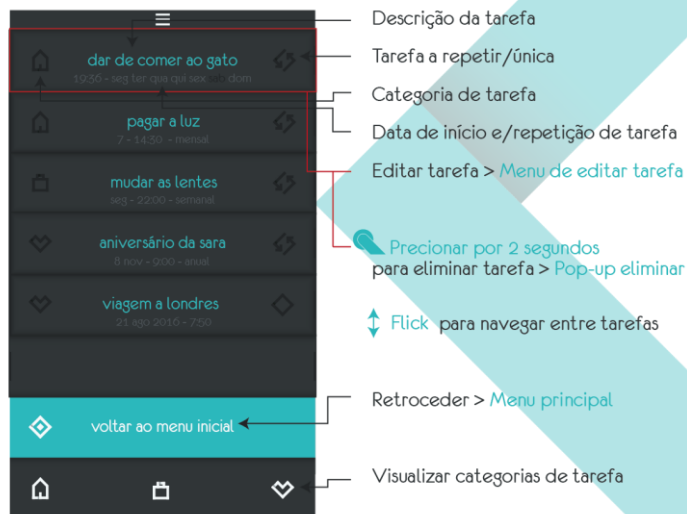 dar de comer ao gato
19:36 - seg ter qua qui sex sab dom
pagar a luz
7 - 14:30 - mensal
mudar as lentes
seg - 22:00 - semanal
aniversário da sara
8 nov - 9:00 - anual
viagem a londres
21 ago 2016 - 7:50
voltar ao menu inicial
Descrição da tarefa
Tarefa a repetir/única
Categoria de tarefa
Data de início e/repetição de tarefa
Editar tarefa > Menu de editar tarefa
Precionar por 2 segundos
para eliminar tarefa > Pop-up eliminar
Flick para navegar entre tarefas
Retroceder > Menu principal
Visualizar categorias de tarefa